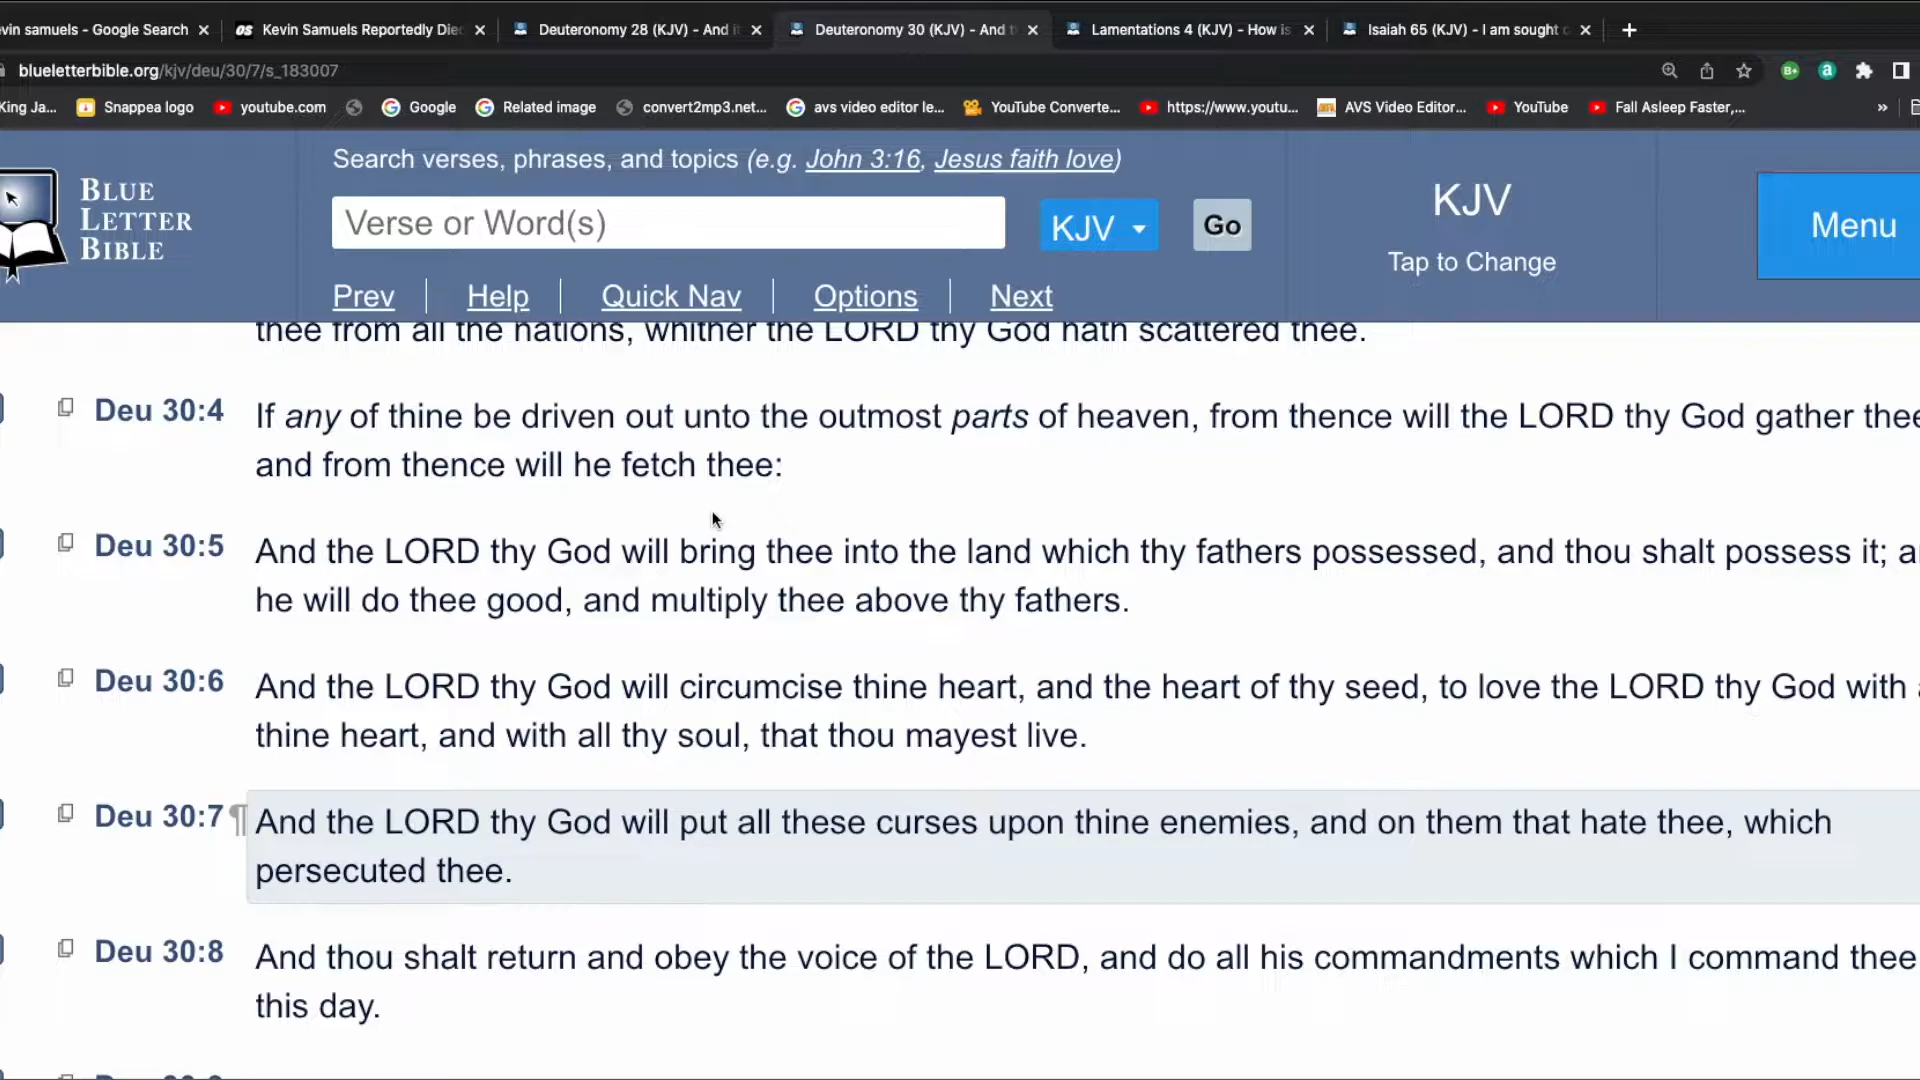 vin samuels - Google Search
Kevin Samuels Reportedly Die
Deuteronomy 28 (KJV) - And i
Deuteronomy 30 (KJV) - And t
Lamentations 4 (KJV) - How is
Isaiah 65 (KJV) - I am sought
blueletterbible.org/kjv/deu/30/7/s_183007
King Ja...
Snappea logo
youtube.com
Google
Related image
convert2mp3.net...
avs video editor le...
YouTube Converte...
https://www.youtu...
AVS Video Editor...
YouTube
Fall Asleep Faster,...
»
BLUE
LETTER
BIBLE
Search verses, phrases, and topics (e.g. John 3:16, Jesus faith love)
Verse or Word(s)
KJV
Go
Prev
Help
Quick Nav
Options
Next
KJV
Tap to Change
Menu
thee from all the nations, whither the LORD thy God hath scattered thee.
Deu 30:4 If any of thine be driven out unto the outmost parts of heaven, from thence will the LORD thy God gather thee
and from thence will he fetch thee:
Deu 30:5 And the LORD thy God will bring thee into the land which thy fathers possessed, and thou shalt possess it; a
he will do thee good, and multiply thee above thy fathers.
Deu 30:6 And the LORD thy God will circumcise thine heart, and the heart of thy seed, to love the LORD thy God with a
thine heart, and with all thy soul, that thou mayest live.
Deu 30:7 ¶ And the LORD thy God will put all these curses upon thine enemies, and on them that hate thee, which
persecuted thee.
Deu 30:8 And thou shalt return and obey the voice of the LORD, and do all his commandments which I command thee
this day.